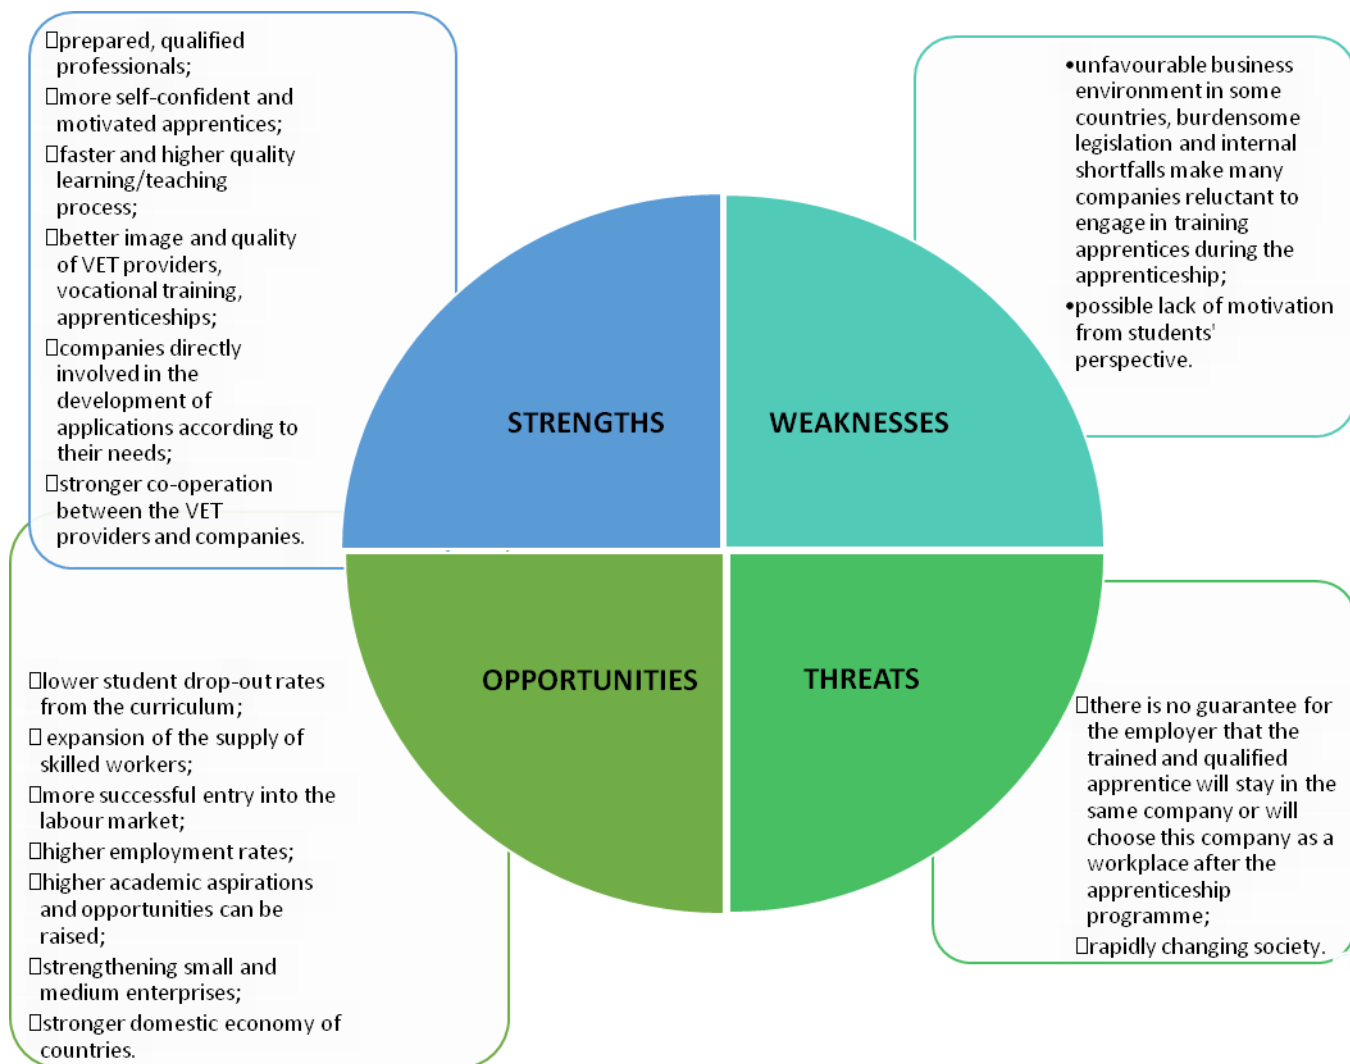 □prepared, qualified
professionals;
□more self-confident and
motivated apprentices;
□faster and higher quality
learning/teaching
process;
□better image and quality
of VET providers,
vocational training,
apprenticeships;
□companies directly
involved in the
development of
applications according to
their needs;
□stronger co-operation
between the VET
providers and companies.
•unfavourable business
environment in some
countries, burdensome
legislation and internal
shortfalls make many
companies reluctant to
engage in training
apprentices during the
apprenticeship;
•possible lack of motivation
from students'
perspective.
STRENGTHS
WEAKNESSES
OPPORTUNITIES
THREATS
□lower student drop-out rates
from the curriculum;
□ expansion of the supply of
skilled workers;
□more successful entry into the
labour market;
□higher employment rates;
□higher academic aspirations
and opportunities can be
raised;
□strengthening small and
medium enterprises;
□stronger domestic economy of
countries.
□there is no guarantee for
the employer that the
trained and qualified
apprentice will stay in the
same company or will
choose this company as a
workplace after the
apprenticeship
programme;
□rapidly changing society.